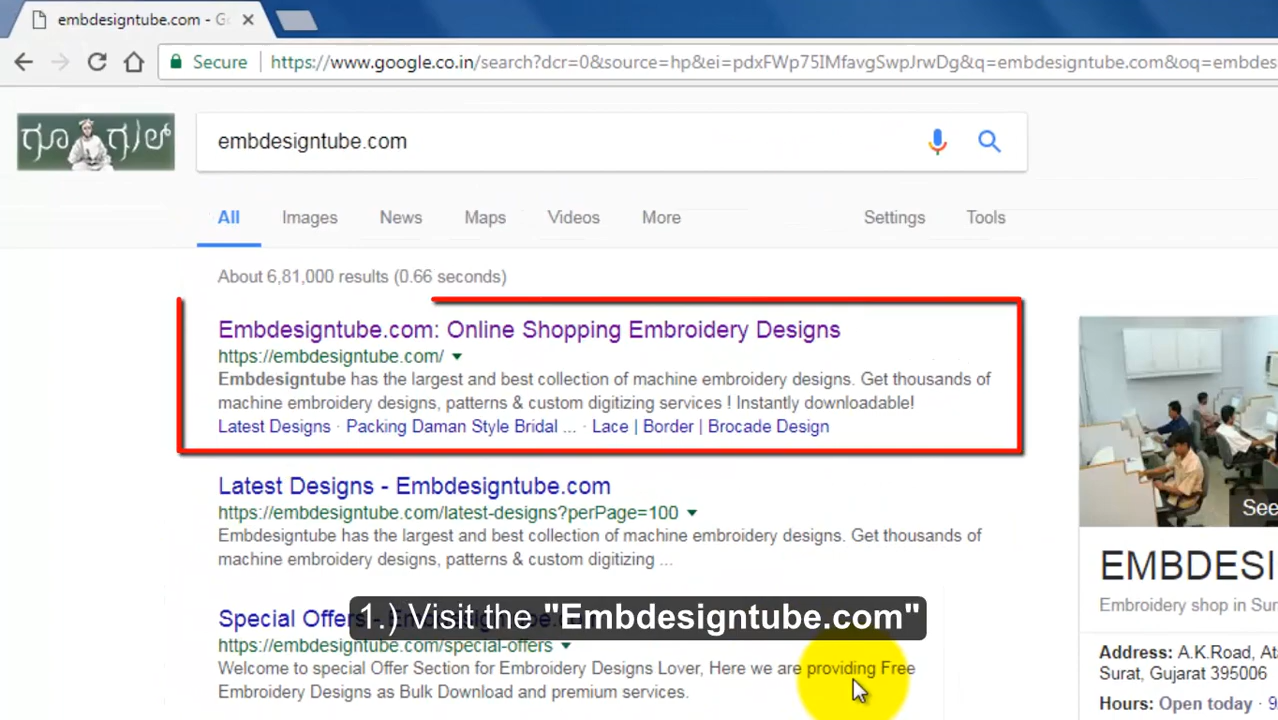 embdesigntube.com - Go
Secure https://www.google.co.in/search?dcr=0&source=hp&ei=pdxFWp75IMfavgSwpJrwDg&q=embdesigntube.com&oq=embdes
embdesigntube.com
All Images News Maps Videos More Settings Tools
About 6,81,000 results (0.66 seconds)
Embdesigntube.com: Online Shopping Embroidery Designs
https://embdesigntube.com/
Embdesigntube has the largest and best collection of machine embroidery designs. Get thousands of
machine embroidery designs, patterns & custom digitizing services ! Instantly downloadable!
Latest Designs · Packing Daman Style Bridal ... · Lace | Border | Brocade Design
Latest Designs - Embdesigntube.com
https://embdesigntube.com/latest-designs?perPage=100
Embdesigntube has the largest and best collection of machine embroidery designs. Get thousands of
machine embroidery designs, patterns & custom digitizing ...
Special Offers
1.) Visit the "Embdesigntube.com"
https://embdesigntube.com/special-offers
Welcome to special Offer Section for Embroidery Designs Lover, Here we are providing Free
Embroidery Designs as Bulk Download and premium services.
See
EMBDESI
Embroidery shop in Sur
Address: A.K.Road, At
Surat, Gujarat 395006
Hours: Open today · 9